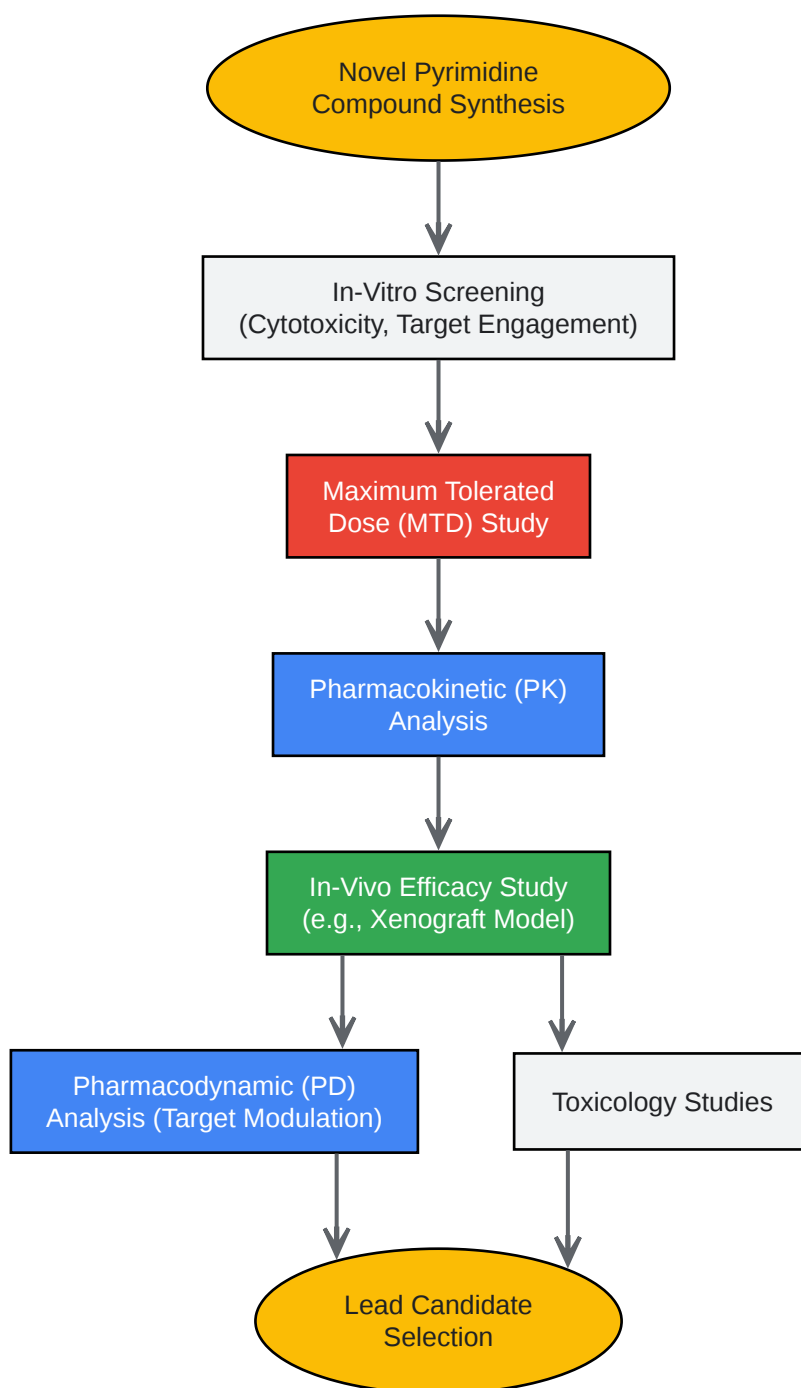 Novel Pyrimidine
Compound Synthesis
In-Vitro Screening
(Cytotoxicity, Target Engagement)
Maximum Tolerated
Dose (MTD) Study
Pharmacokinetic (PK)
Analysis
In-Vivo Efficacy Study
(e.g., Xenograft Model)
Pharmacodynamic (PD)
Analysis (Target Modulation)
Toxicology Studies
Lead Candidate
Selection